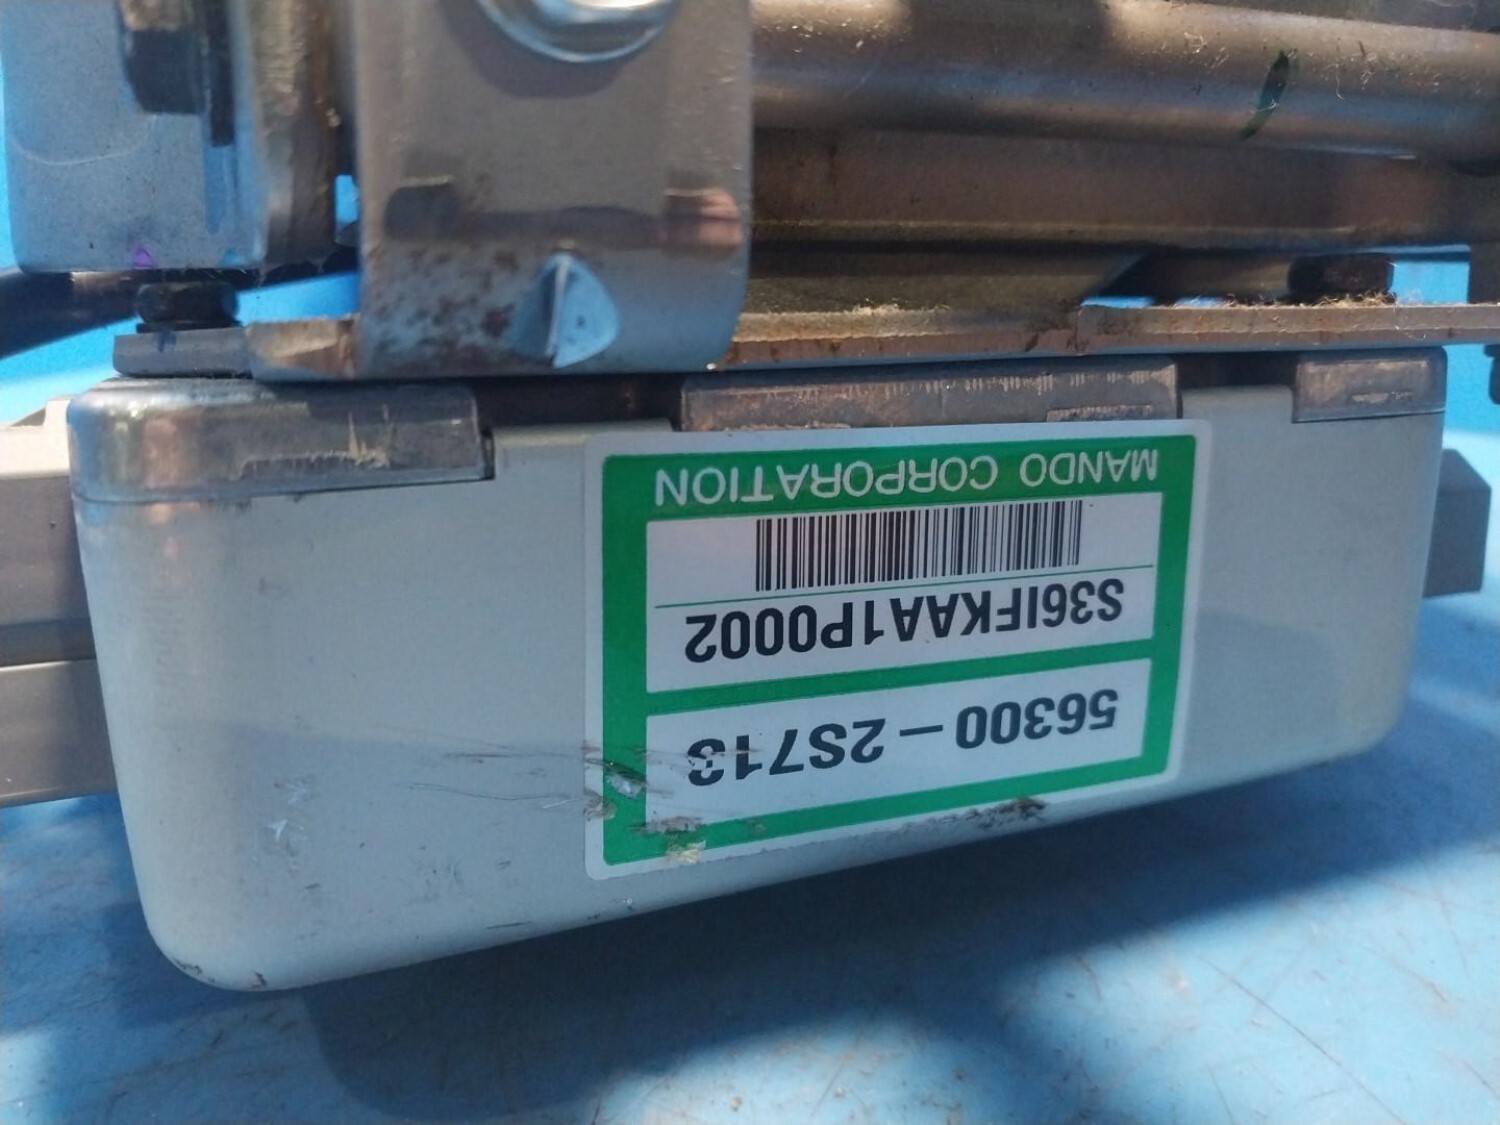 MANDO CORPORATION
S36IFKAA1P0002
56300-2S713